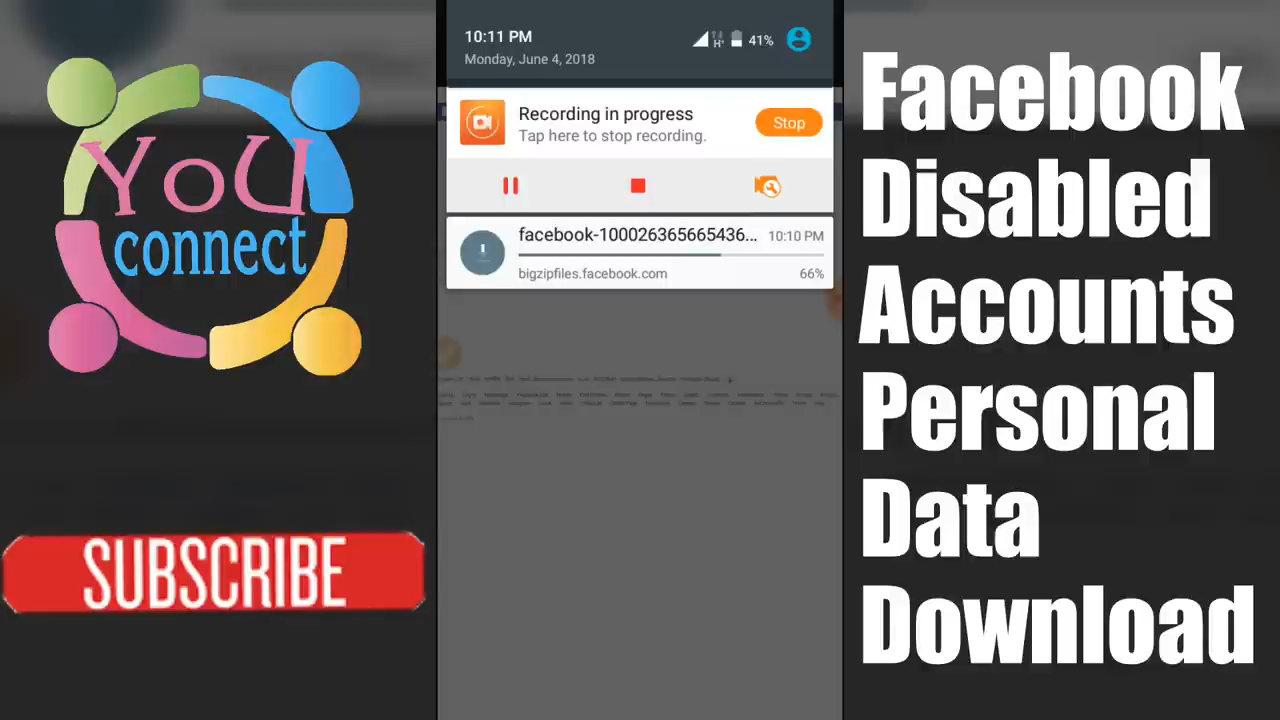 YoU
connect
SUBSCRIBE
10:11 PM
41%
Monday, June 4, 2018
Recording in progress
Tap here to stop recording.
Stop
facebook-100026365665436...
10:10 PM
bigzipfiles.facebook.com
66%
Facebook
Disabled
Accounts
Personal
Data
Download